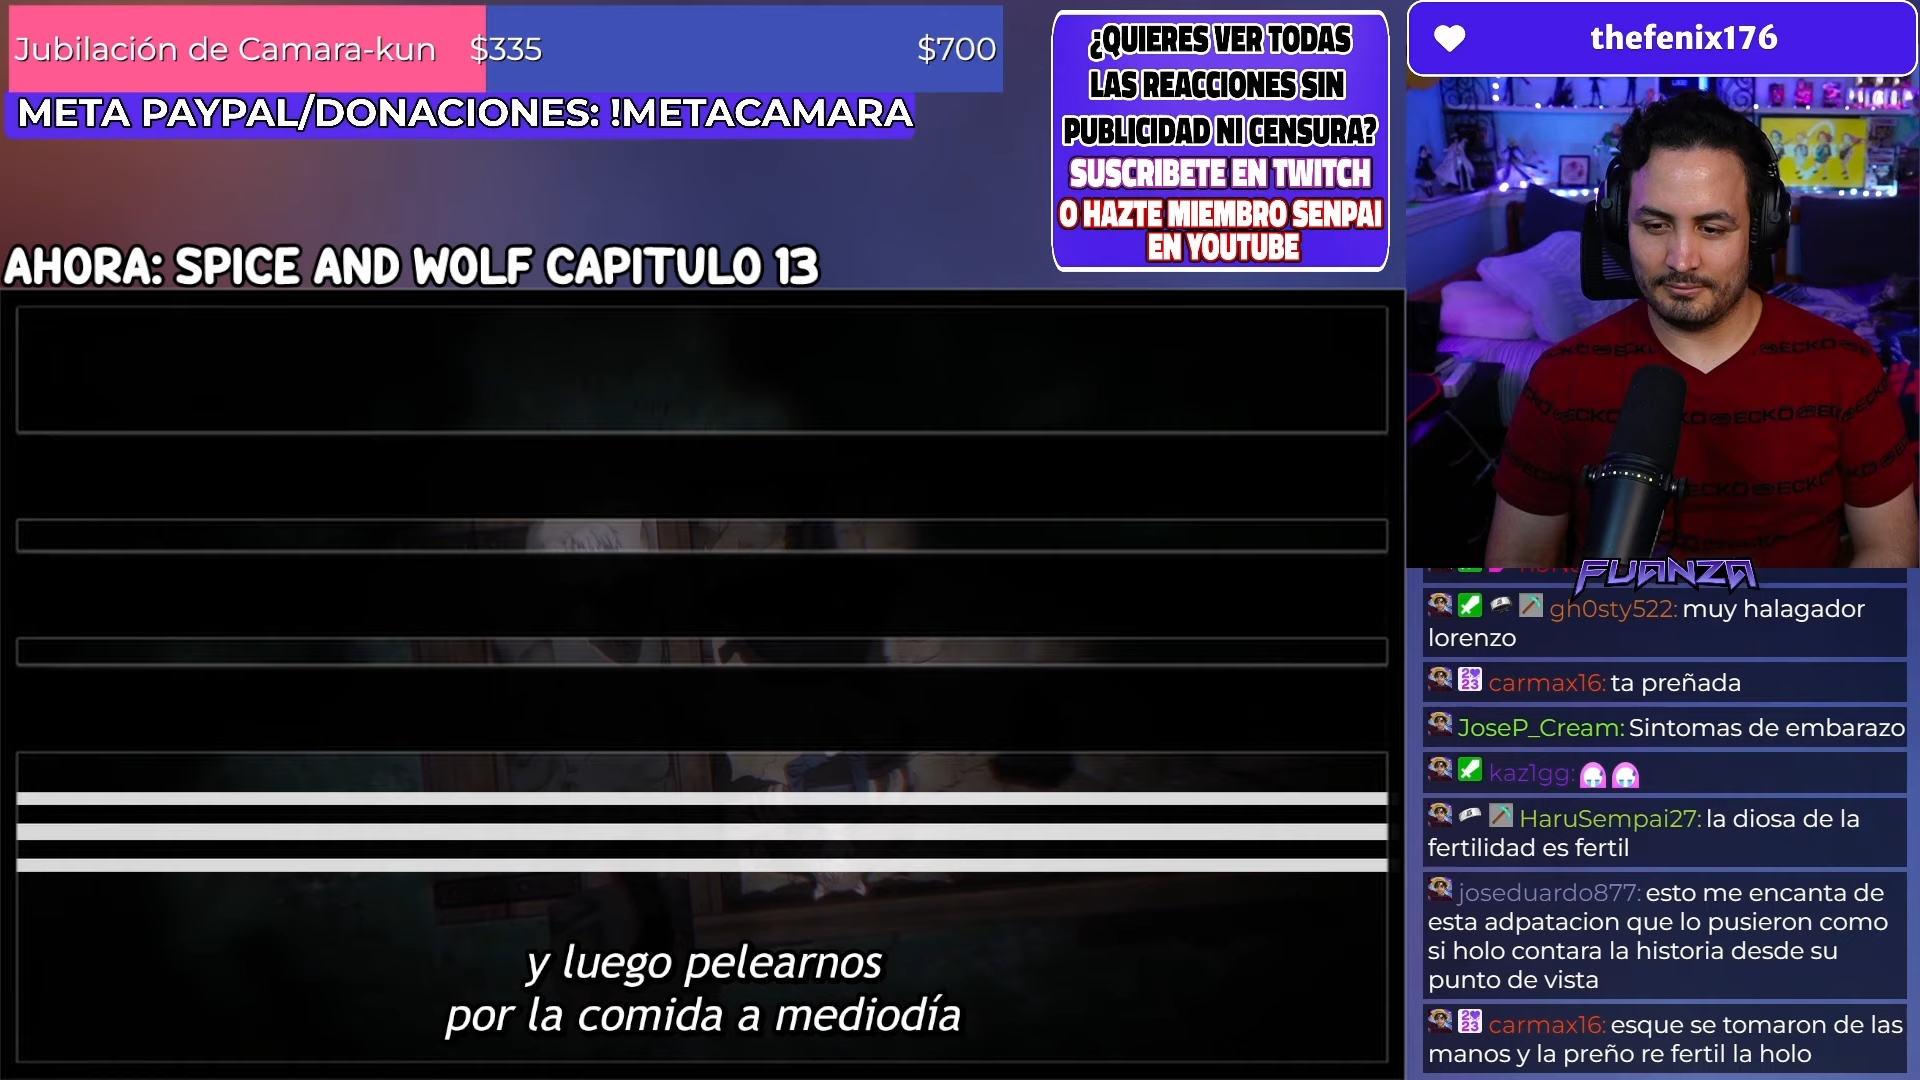 Jubilación de Camara-kun $335 $700
META PAYPAL/DONACIONES: !METACAMARA
¿QUIERES VER TODAS
LAS REACCIONES SIN
PUBLICIDAD NI CENSURA?
SUSCRIBETE EN TWITCH
O HAZTE MIEMBRO SENPAI
EN YOUTUBE
thefenix176
AHORA: SPICE AND WOLF CAPITULO 13
ECKO
FUANZA
gh0sty522: muy halagador
lorenzo
carmax16: ta preñada
JoseP_Cream: Sintomas de embarazo
kaz1gg:
HaruSempai27: la diosa de la
fertilidad es fertil
joseduardo877: esto me encanta de
esta adpatacion que lo pusieron como
si holo contara la historia desde su
punto de vista
carmax16: esque se tomaron de las
manos y la preño re fertil la holo
y luego pelearnos
por la comida a mediodía